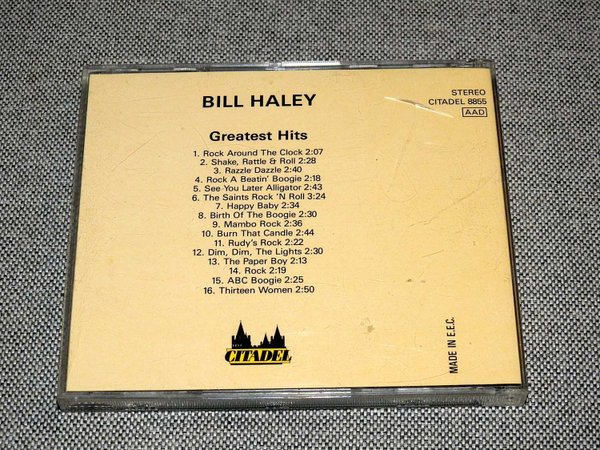 BILL HALEY
STEREO
CITADEL 8855
AAD
Greatest Hits
1. Rock Around The Clock 2:07
2. Shake, Rattle & Roll 2:28
3. Razzle Dazzle 2:40
4. Rock A Beatin' Boogie 2:18
5. See You Later Alligator 2:43
6. The Saints Rock 'N Roll 3:24
7. Happy Baby 2:34
8. Birth Of The Boogie 2:30
9. Mambo Rock 2:36
10. Burn That Candle 2:44
11. Rudy's Rock 2:22
12. Dim, Dim, The Lights 2:30
13. The Paper Boy 2:13
14. Rock 2:19
15. ABC Boogie 2:25
16. Thirteen Women 2:50
CITADEL
MADE IN E.E.C.